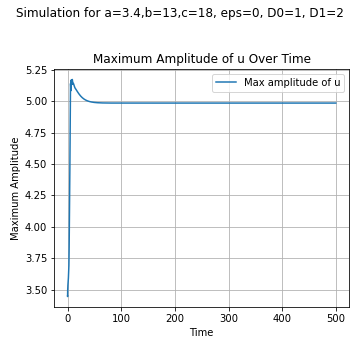 Simulation for a=3.4,b=13,c=18, eps=0, D0=1, D1=2
Maximum Amplitude of u Over Time
Max amplitude of u
Maximum Amplitude
5.25
5.00
4.75
4.50
4.25
4.00
3.75
3.50
0 100 200 300 400 500
Time